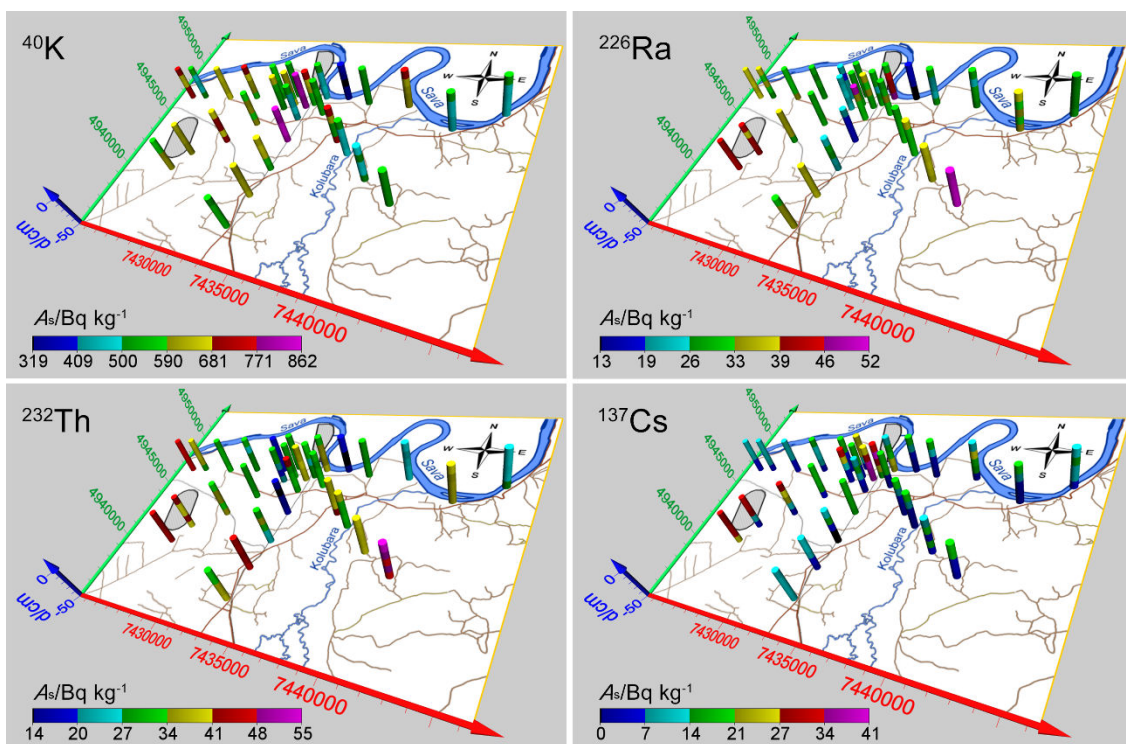 ⁴⁰K
4950000
4945000
4940000
Sava
N
W
E
S
Sava
Kolubara
0
-50
d/cm
7430000
7435000
7440000
Aₛ/Bq kg⁻¹
319 409 500 590 681 771 862
²²⁶Ra
4950000
4945000
4940000
Sava
N
W
E
S
Sava
Kolubara
0
-50
d/cm
7430000
7435000
7440000
Aₛ/Bq kg⁻¹
13 19 26 33 39 46 52
²³²Th
4950000
4945000
4940000
Sava
N
W
E
S
Sava
Kolubara
0
-50
d/cm
7430000
7435000
7440000
Aₛ/Bq kg⁻¹
14 20 27 34 41 48 55
¹³⁷Cs
4950000
4945000
4940000
Sava
N
W
E
S
Sava
Kolubara
0
-50
d/cm
7430000
7435000
7440000
Aₛ/Bq kg⁻¹
0 7 14 21 27 34 41